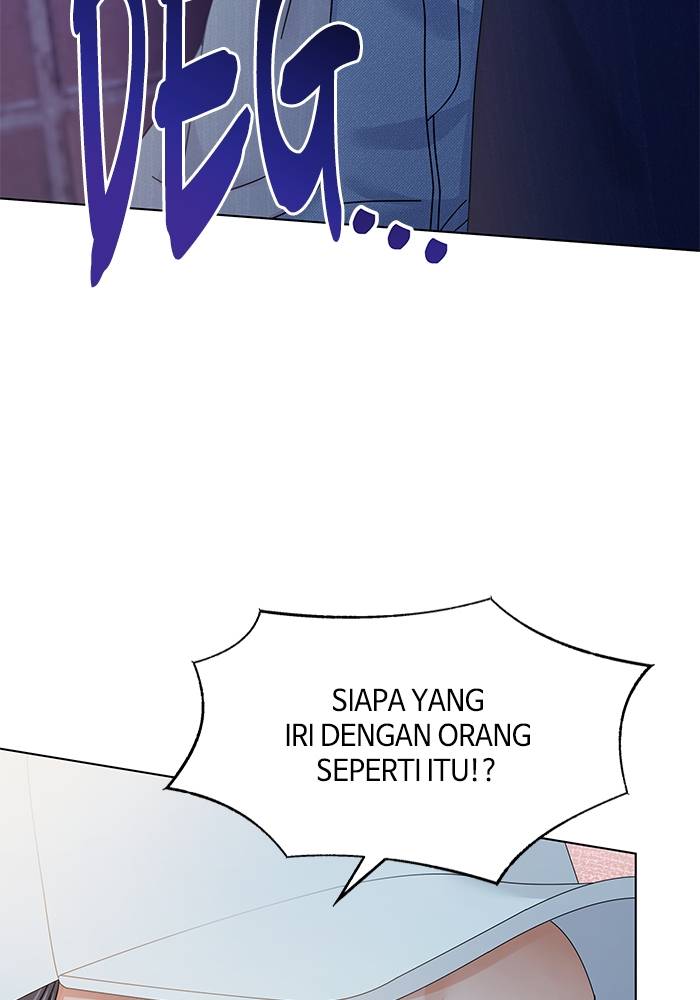 DEG...
SIAPA YANG
IRI DENGAN ORANG
SEPERTI ITU!?